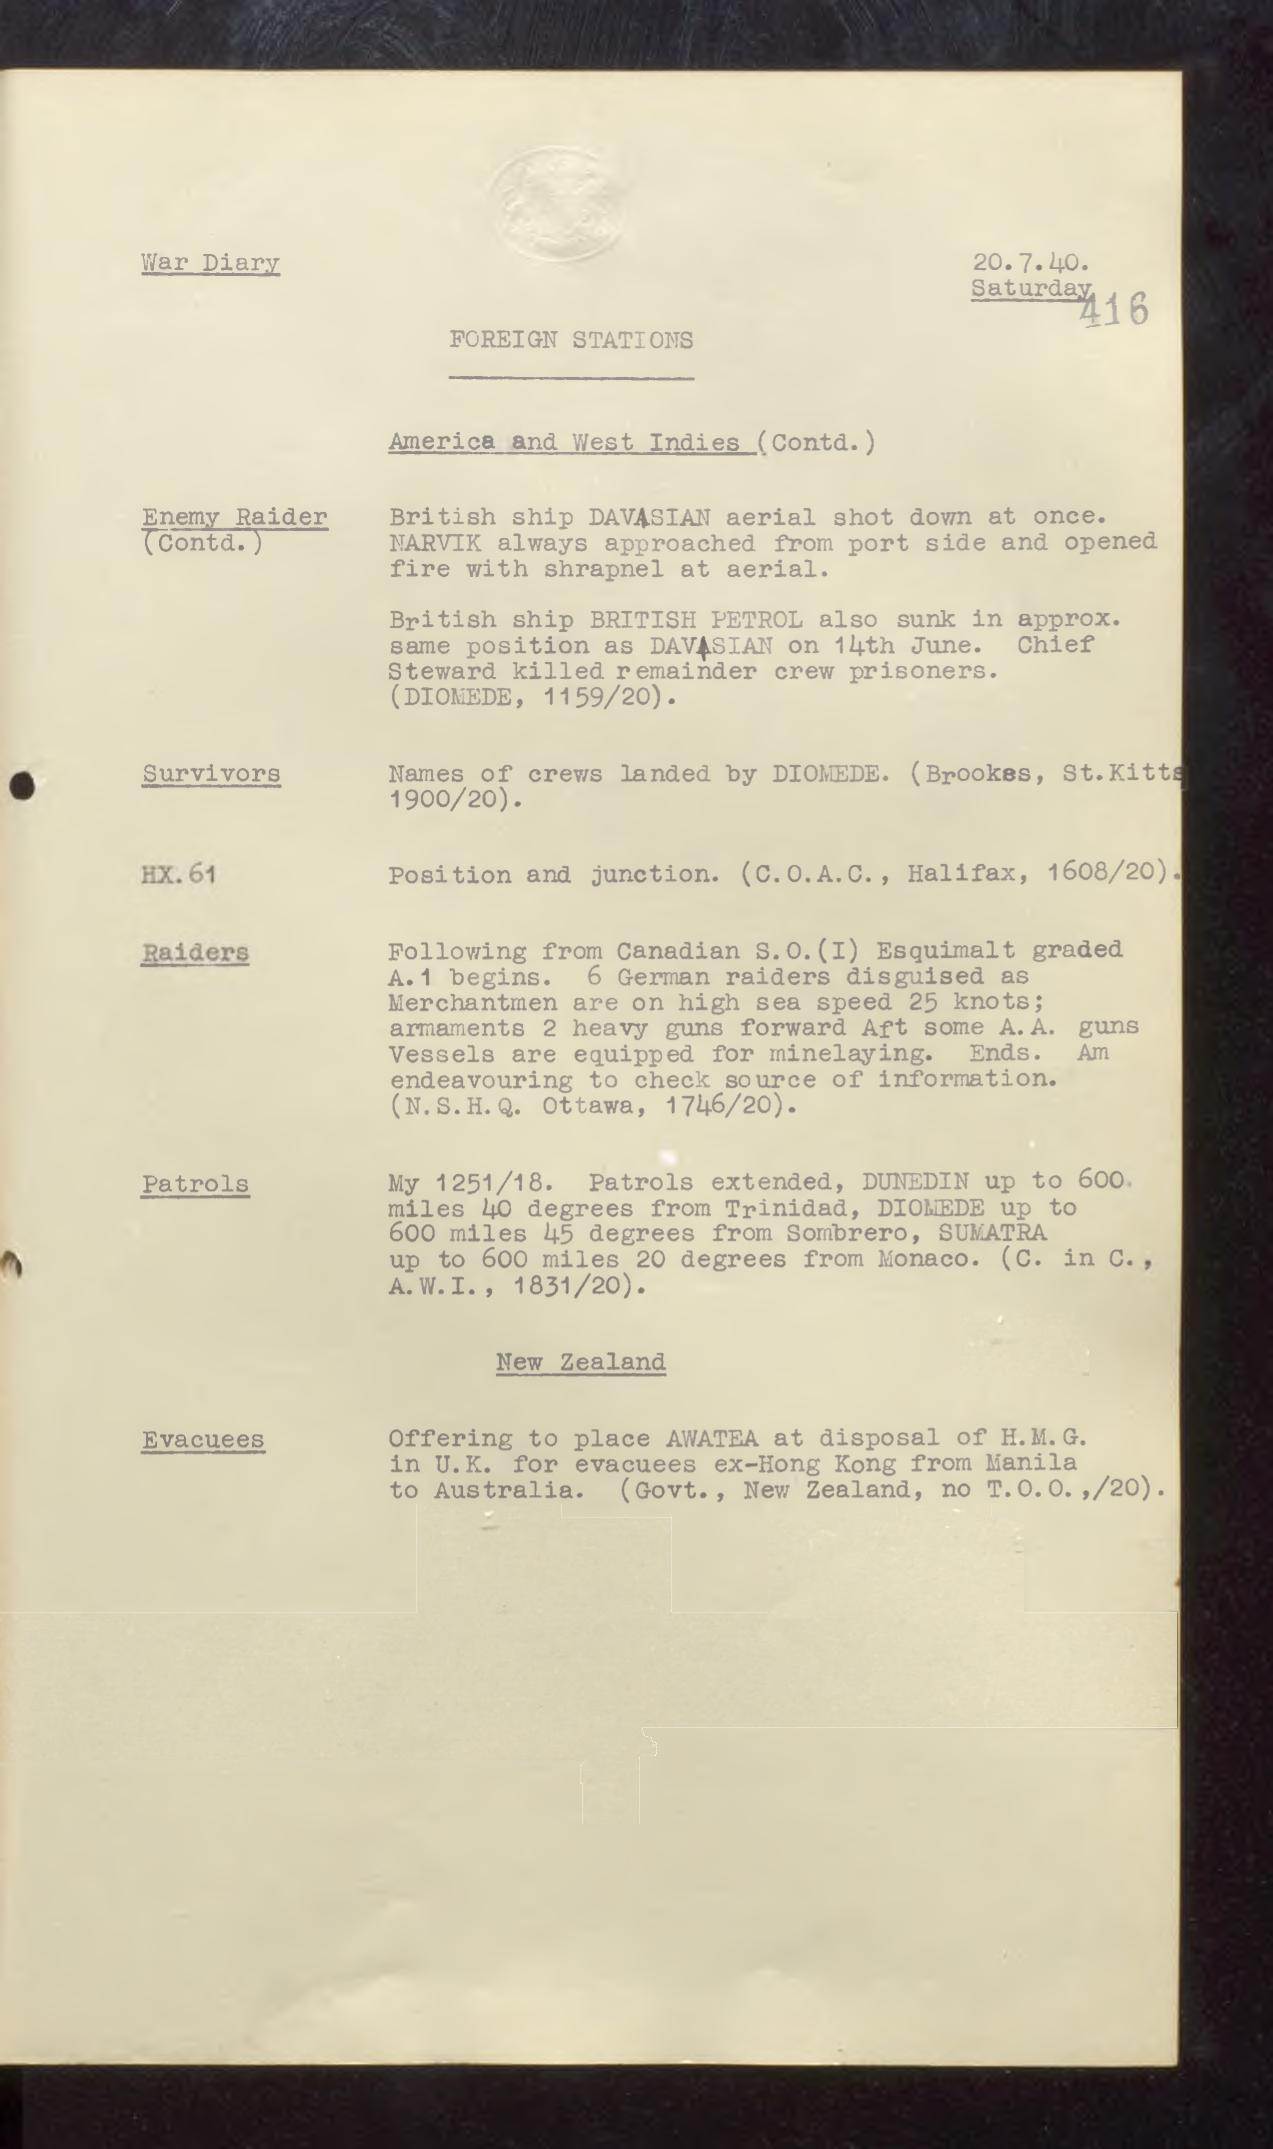 War Diary
20.7.40.
Saturday
416
FOREIGN STATIONS
America and West Indies (Contd.)
Enemy Raider
(Contd.)
British ship DAVASIAN aerial shot down at once.
NARVIK always approached from port side and opened
fire with shrapnel at aerial.
British ship BRITISH PETROL also sunk in approx.
same position as DAVASIAN on 14th June. Chief
Steward killed remainder crew prisoners.
(DIOMEDE, 1159/20).
Survivors
Names of crews landed by DIOMEDE. (Brookes, St.Kitts
1900/20).
HX.61
Position and junction. (C.O.A.C., Halifax, 1608/20).
Raiders
Following from Canadian S.O.(I) Esquimalt graded
A.1 begins. 6 German raiders disguised as
Merchantmen are on high sea speed 25 knots;
armaments 2 heavy guns forward Aft some A.A. guns
Vessels are equipped for minelaying. Ends. Am
endeavouring to check source of information.
(N.S.H.Q. Ottawa, 1746/20).
Patrols
My 1251/18. Patrols extended, DUNEDIN up to 600
miles 40 degrees from Trinidad, DIOMEDE up to
600 miles 45 degrees from Sombrero, SUMATRA
up to 600 miles 20 degrees from Monaco. (C. in C.,
A.W.I., 1831/20).
New Zealand
Evacuees
Offering to place AWATEA at disposal of H.M.G.
in U.K. for evacuees ex-Hong Kong from Manila
to Australia. (Govt., New Zealand, no T.O.O.,/20).